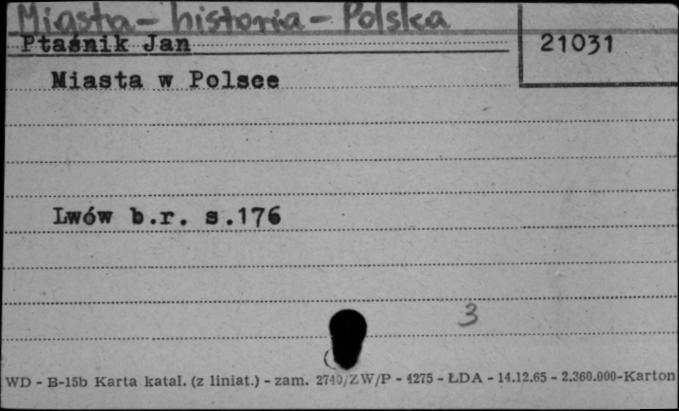 Miasta - historia - Polska
Ptaśnik Jan
21031
Miasta w Polsce
Lwów b.r. s.176
3
WD - B-15b Karta katal. (z liniat.) - zam. 2740/ZW/P - 4275 - ŁDA - 14.12.65 - 2.360.000-Karton